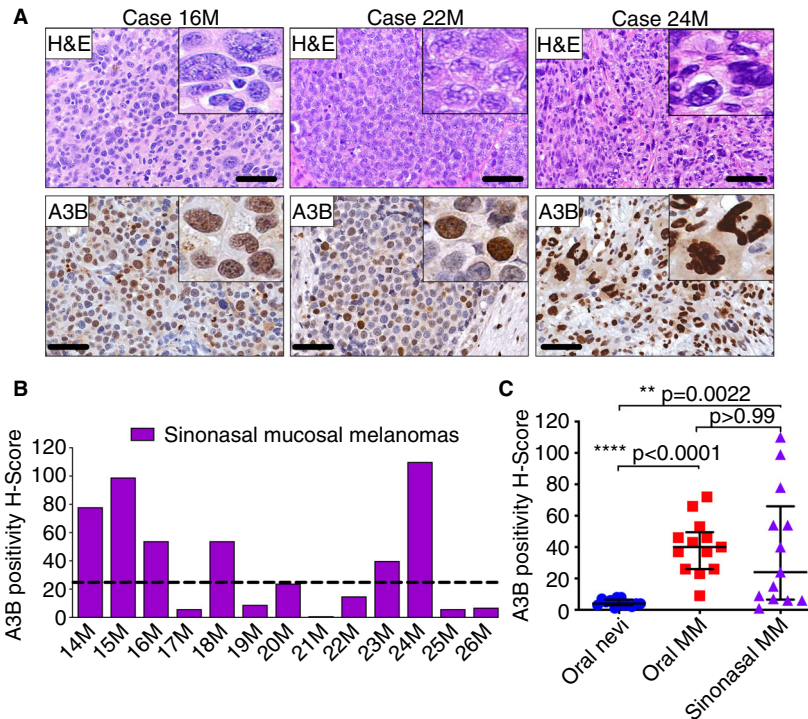 A
Case 16M Case 22M Case 24M
H&E H&E H&E
A3B A3B A3B
B
Sinonasal mucosal melanomas
A3B positivity H-Score
120
100
80
60
40
20
0
14M 15M 16M 17M 18M 19M 20M 21M 22M 23M 24M 25M 26M
C
** p=0.0022
p>0.99
**** p<0.0001
A3B positivity H-Score
120
100
80
60
40
20
0
Oral nevi Oral MM Sinonasal MM